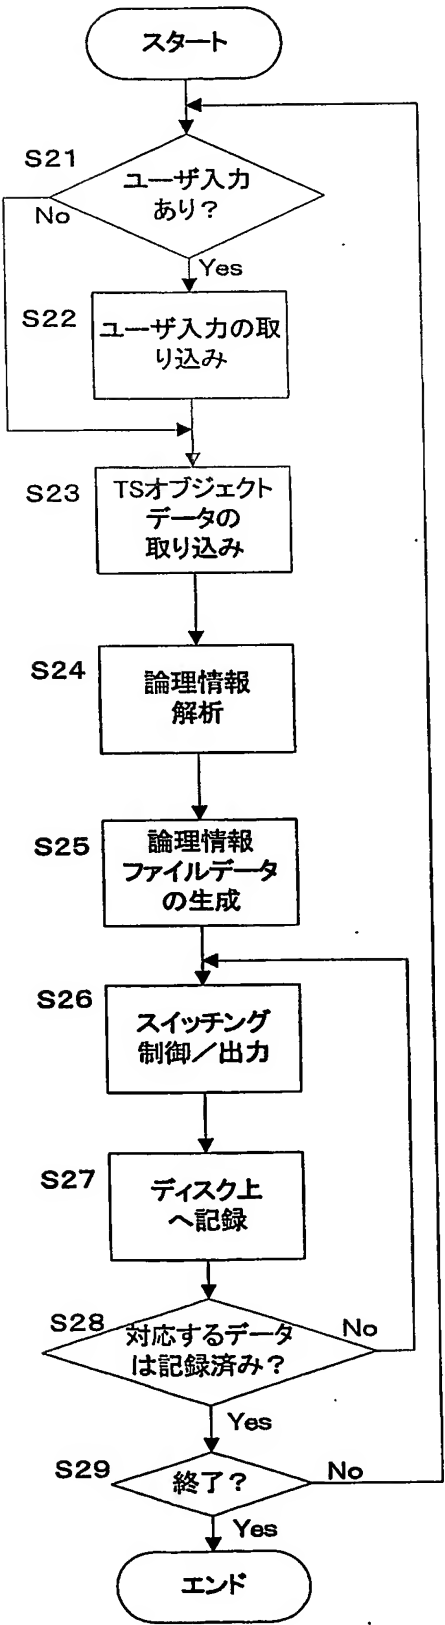 スタート
S21
ユーザ入力
あり？
No
Yes
S22
ユーザ入力の取
り込み
S23
TSオブジェクト
データの
取り込み
S24
論理情報
解析
S25
論理情報
ファイルデータ
の生成
S26
スイッチング
制御／出力
S27
ディスク上
へ記録
S28
対応するデータ
は記録済み？
No
Yes
S29
終了？
No
Yes
エンド